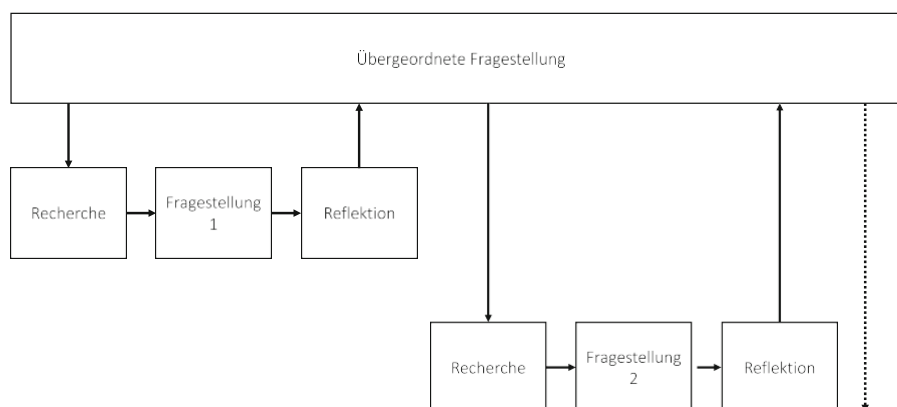 Übergeordnete Fragestellung
Recherche
Fragestellung
1
Reflektion
Recherche
Fragestellung
2
Reflektion